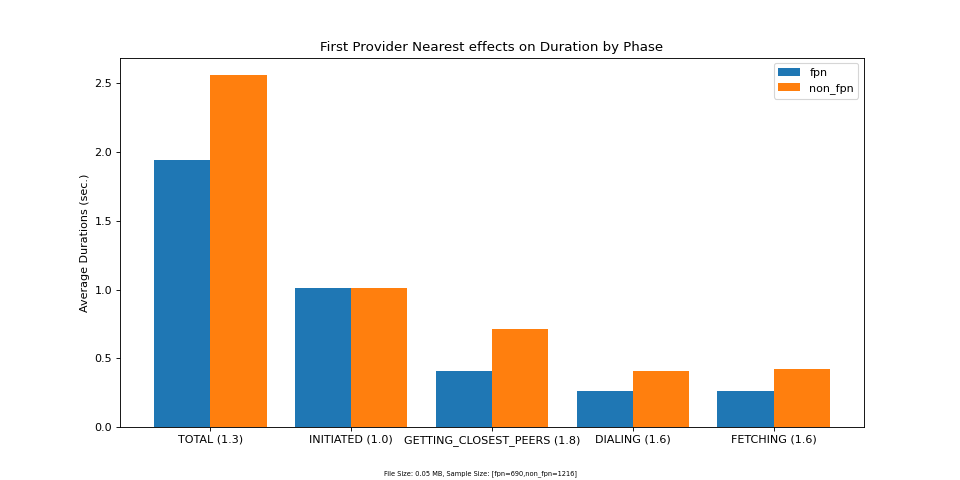 First Provider Nearest effects on Duration by Phase
fpn
non_fpn
Average Durations (sec.)
2.5
2.0
1.5
1.0
0.5
0.0
TOTAL (1.3)
INITIATED (1.0)
GETTING_CLOSEST_PEERS (1.8)
DIALING (1.6)
FETCHING (1.6)
File Size: 0.05 MB, Sample Size: [fpn=690,non_fpn=1216]